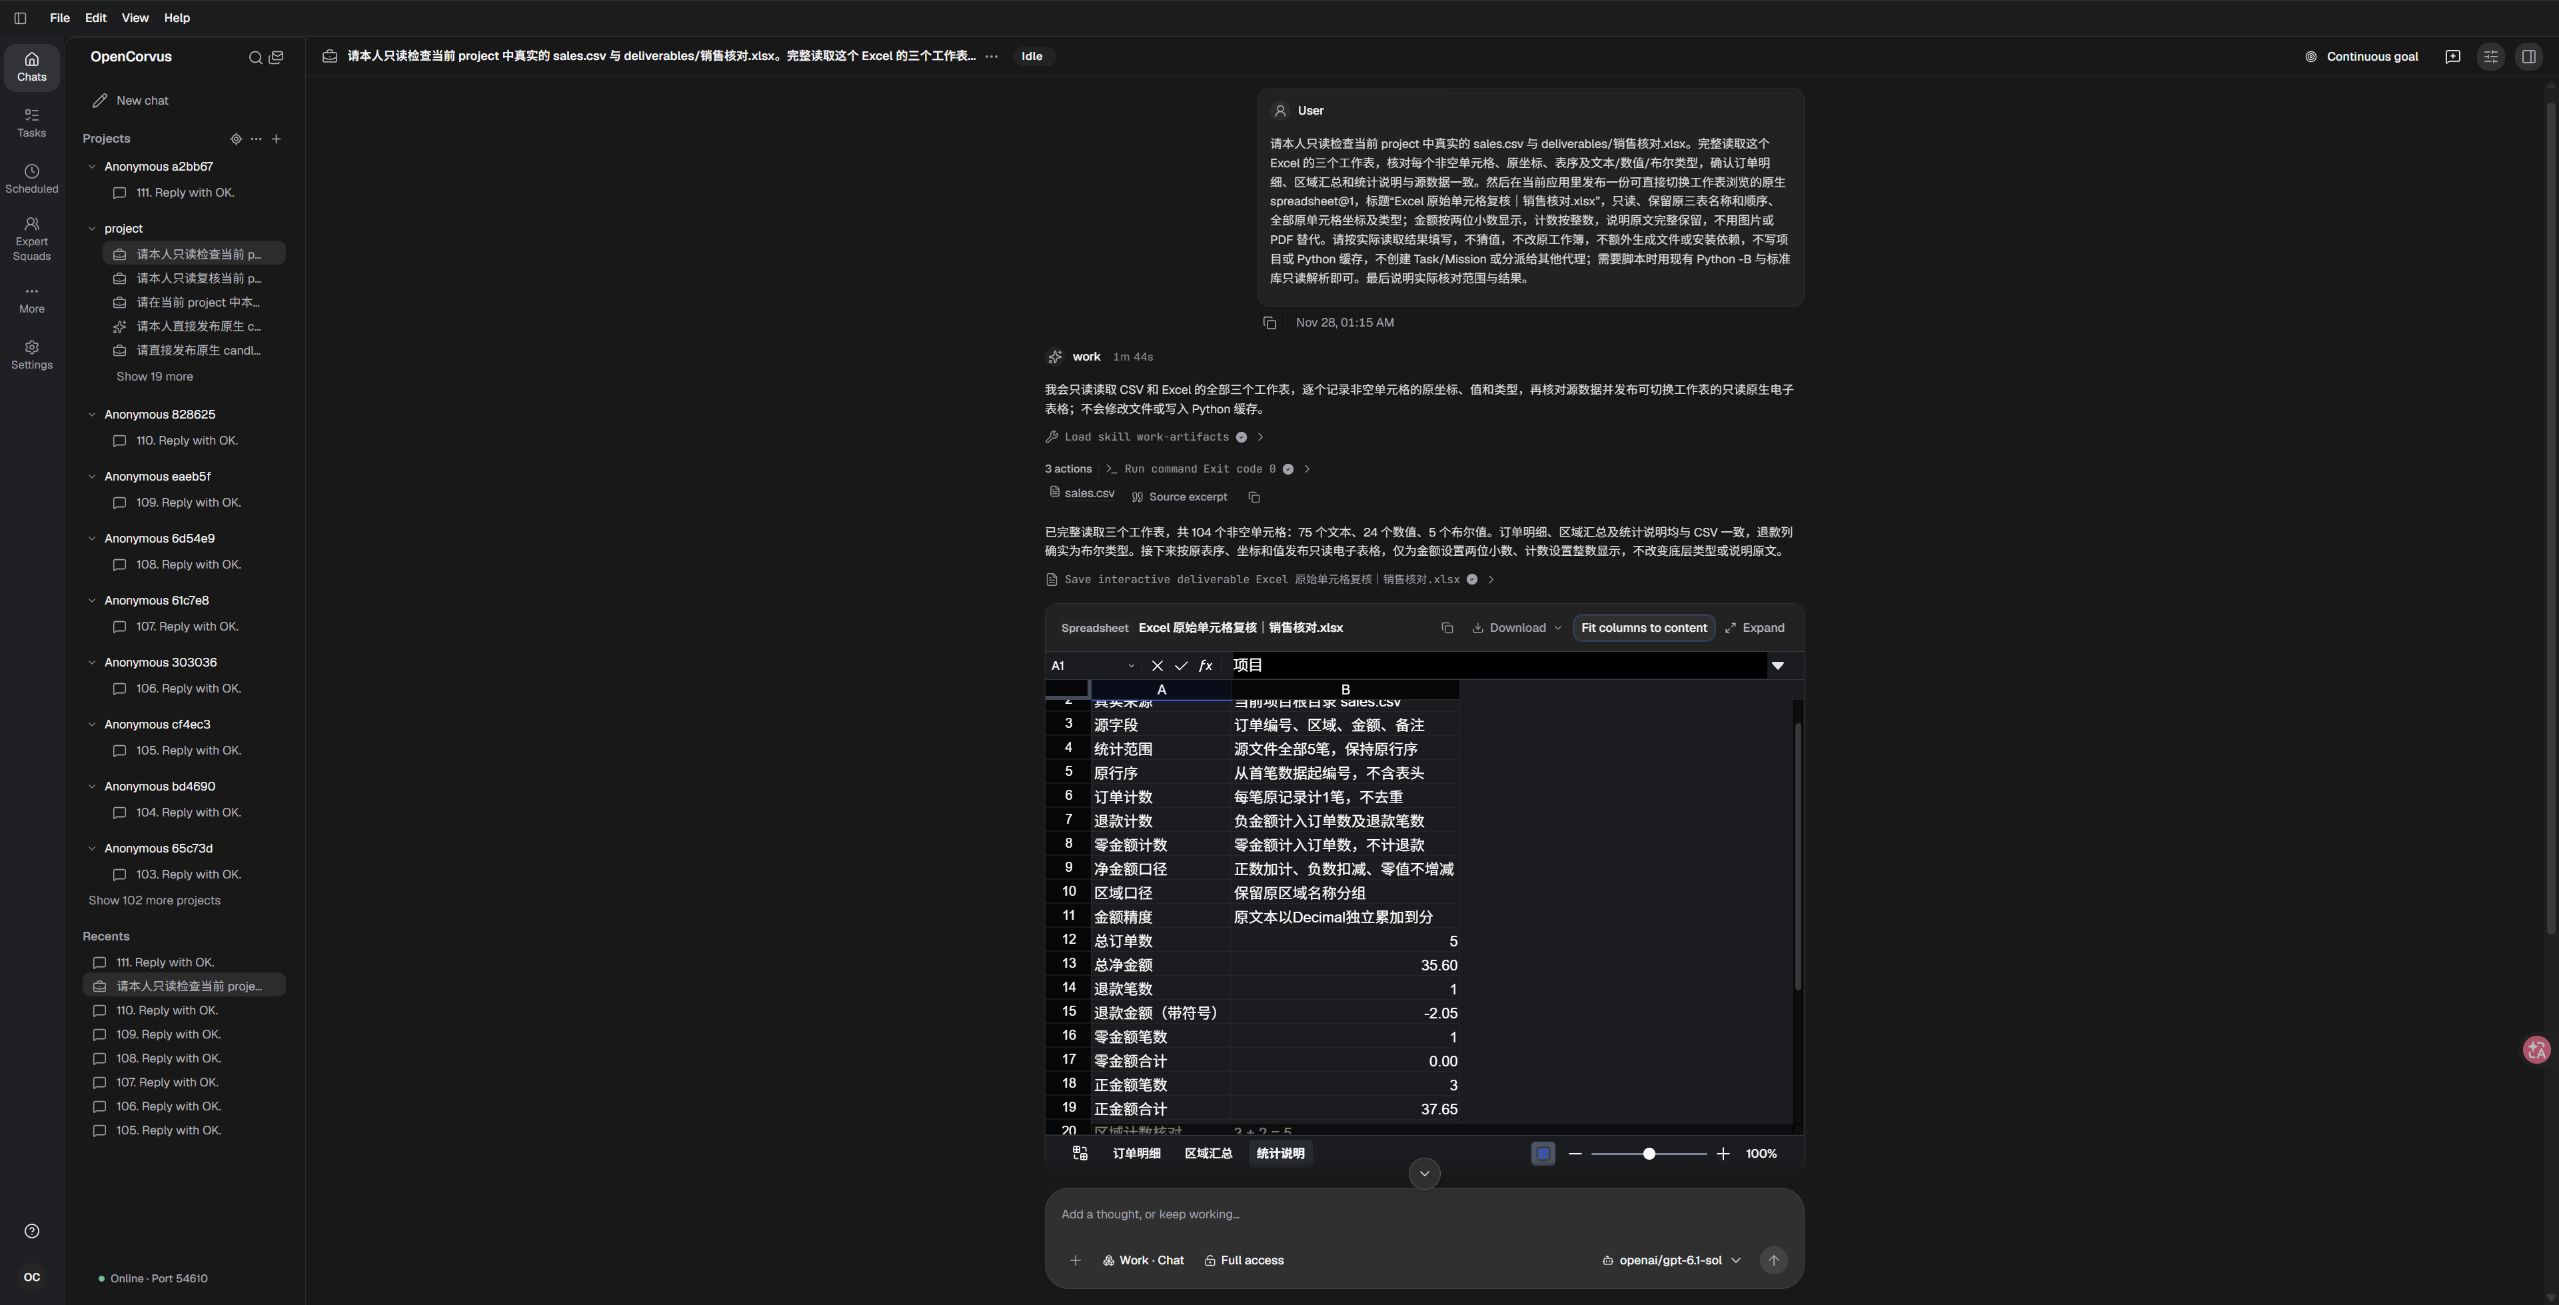 File Edit View Help
Chats
Tasks
Scheduled
Expert
Squads
More
Settings
OC
OpenCorvus
New chat
Projects
Anonymous a2bb67
111. Reply with OK.
project
请本人只读检查当前 p...
请本人只读复核当前 p...
请在当前 project 中本...
请本人直接发布原生 c...
请直接发布原生 candl...
Show 19 more
Anonymous 828625
110. Reply with OK.
Anonymous eaeb5f
109. Reply with OK.
Anonymous 6d54e9
108. Reply with OK.
Anonymous 61c7e8
107. Reply with OK.
Anonymous 303036
106. Reply with OK.
Anonymous cf4ec3
105. Reply with OK.
Anonymous bd4690
104. Reply with OK.
Anonymous 65c73d
103. Reply with OK.
Show 102 more projects
Recents
111. Reply with OK.
请本人只读检查当前 proje...
110. Reply with OK.
109. Reply with OK.
108. Reply with OK.
107. Reply with OK.
106. Reply with OK.
105. Reply with OK.
Online · Port 54610
请本人只读检查当前 project 中真实的 sales.csv 与 deliverables/销售核对.xlsx。完整读取这个 Excel 的三个工作表... Idle
Continuous goal
User
请本人只读检查当前 project 中真实的 sales.csv 与 deliverables/销售核对.xlsx。完整读取这个
Excel 的三个工作表，核对每个非空单元格、原坐标、表序及文本/数值/布尔类型，确认订单明
细、区域汇总和统计说明与源数据一致。然后在当前应用里发布一份可直接切换工作表浏览的原生
spreadsheet@1，标题“Excel 原始单元格复核｜销售核对.xlsx”，只读、保留原三表名称和顺序、
全部原单元格坐标及类型；金额按两位小数显示，计数按整数，说明原文完整保留，不用图片或
PDF 替代。请按实际读取结果填写，不猜值，不改原工作簿，不额外生成文件或安装依赖，不写项
目或 Python 缓存，不创建 Task/Mission 或分派给其他代理；需要脚本时用现有 Python -B 与标准
库只读解析即可。最后说明实际核对范围与结果。
Nov 28, 01:15 AM
work 1m 44s
我会只读读取 CSV 和 Excel 的全部三个工作表，逐个记录非空单元格的原坐标、值和类型，再核对源数据并发布可切换工作表的只读原生电子
表格；不会修改文件或写入 Python 缓存。
Load skill work-artifacts
3 actions >_ Run command Exit code 0
sales.csv Source excerpt
已完整读取三个工作表，共 104 个非空单元格：75 个文本、24 个数值、5 个布尔值。订单明细、区域汇总及统计说明均与 CSV 一致，退款列
确实为布尔类型。接下来按原表序、坐标和值发布只读电子表格，仅为金额设置两位小数、计数设置整数显示，不改变底层类型或说明原文。
Save interactive deliverable Excel 原始单元格复核｜销售核对.xlsx
Spreadsheet Excel 原始单元格复核｜销售核对.xlsx Download Fit columns to content Expand
A1 fx 项目
A B
2 真实来源 当前项目根目录 sales.csv
3 源字段 订单编号、区域、金额、备注
4 统计范围 源文件全部5笔，保持原行序
5 原行序 从首笔数据起编号，不含表头
6 订单计数 每笔原记录计1笔，不去重
7 退款计数 负金额计入订单数及退款笔数
8 零金额计数 零金额计入订单数，不计退款
9 净金额口径 正数加计、负数扣减、零值不增减
10 区域口径 保留原区域名称分组
11 金额精度 原文本以Decimal独立累加到分
12 总订单数 5
13 总净金额 35.60
14 退款笔数 1
15 退款金额（带符号） -2.05
16 零金额笔数 1
17 零金额合计 0.00
18 正金额笔数 3
19 正金额合计 37.65
20 区域计数核对 3 + 2 = 5
订单明细 区域汇总 统计说明 100%
Add a thought, or keep working...
Work · Chat Full access openai/gpt-6.1-sol